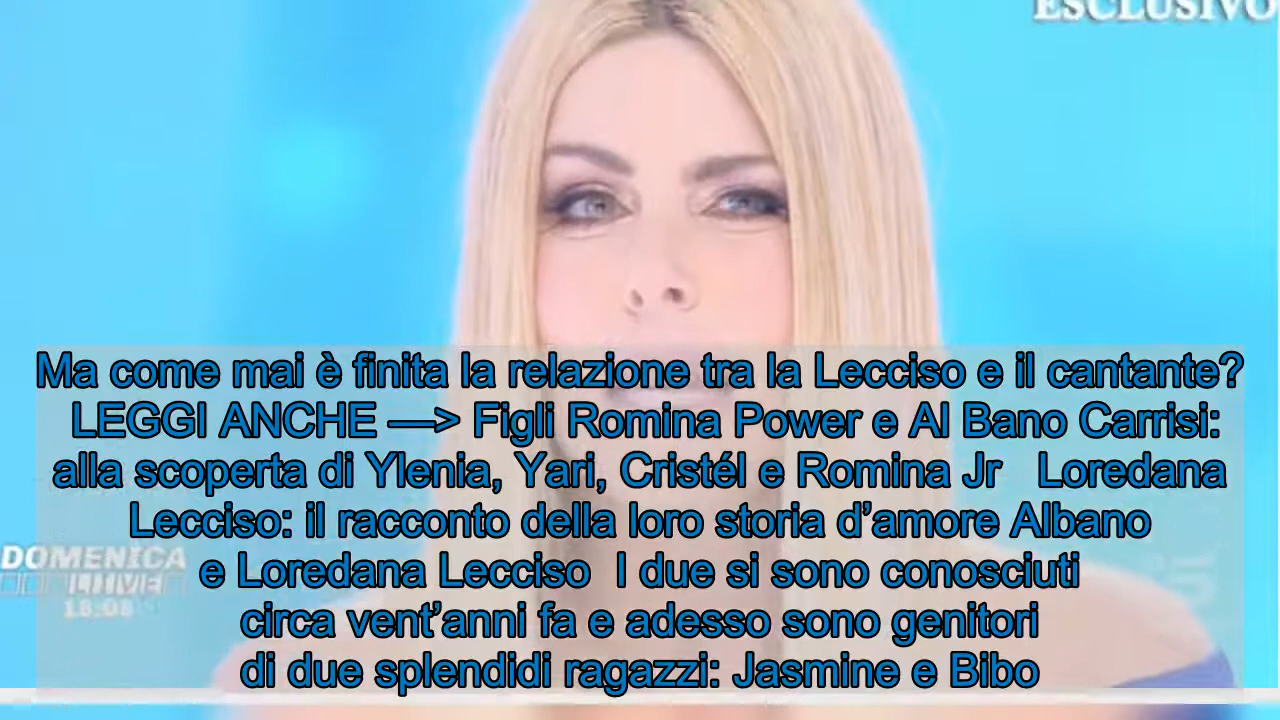 ESCLUSIVO
Ma come mai è finita la relazione tra la Lecciso e il cantante?
LEGGI ANCHE —> Figli Romina Power e Al Bano Carrisi:
alla scoperta di Ylenia, Yari, Cristél e Romina Jr   Loredana
Lecciso: il racconto della loro storia d’amore Albano
e Loredana Lecciso  I due si sono conosciuti
circa vent’anni fa e adesso sono genitori
di due splendidi ragazzi: Jasmine e Bibo
DOMENICA
LIVE
18:08